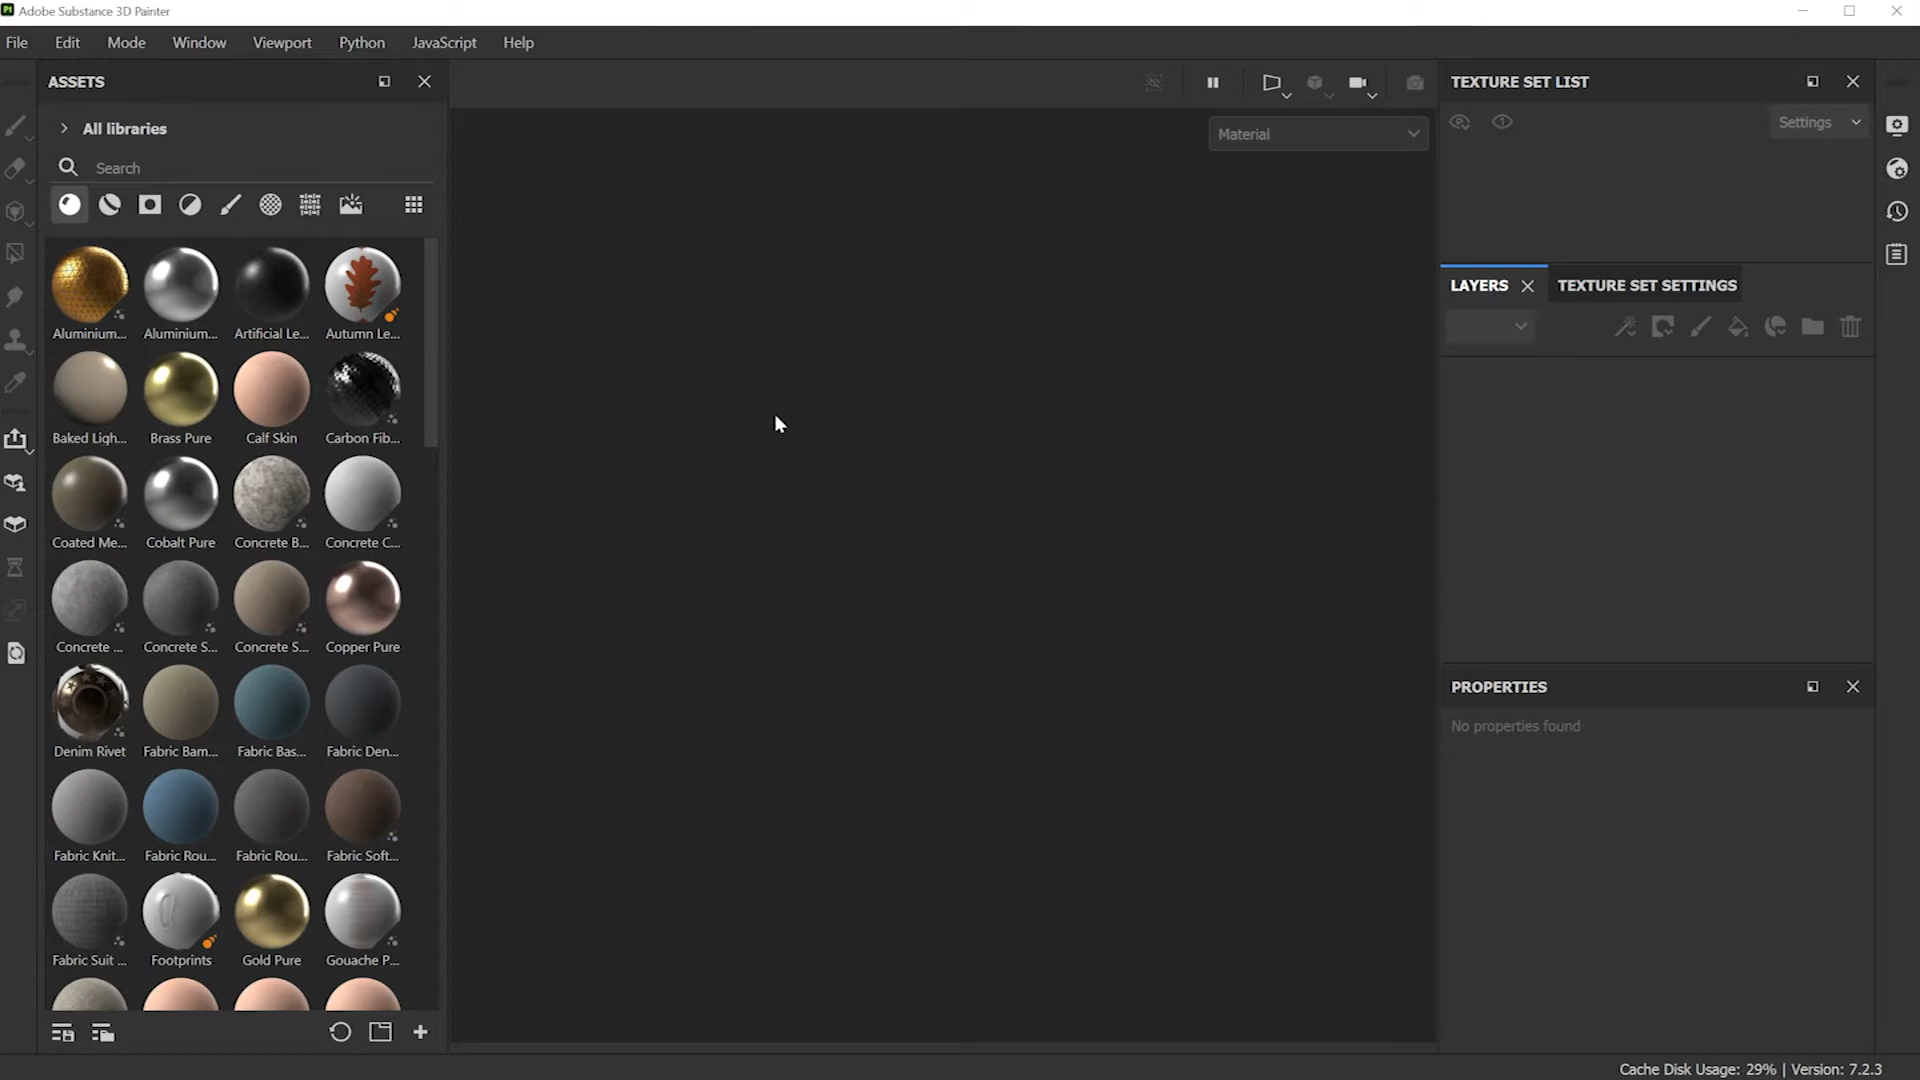 Pt Adobe Substance 3D Painter
File Edit Mode Window Viewport Python JavaScript Help
ASSETS
All libraries
Search
Aluminium... Aluminium... Artificial Le... Autumn Le...
Baked Ligh... Brass Pure Calf Skin Carbon Fib...
Coated Me... Cobalt Pure Concrete B... Concrete C...
Concrete ... Concrete S... Concrete S... Copper Pure
Denim Rivet Fabric Bam... Fabric Bas... Fabric Den...
Fabric Knit... Fabric Rou... Fabric Rou... Fabric Soft...
Fabric Suit ... Footprints Gold Pure Gouache P...
Material
TEXTURE SET LIST
1
Settings
LAYERS TEXTURE SET SETTINGS
PROPERTIES
No properties found
Cache Disk Usage: 29% | Version: 7.2.3